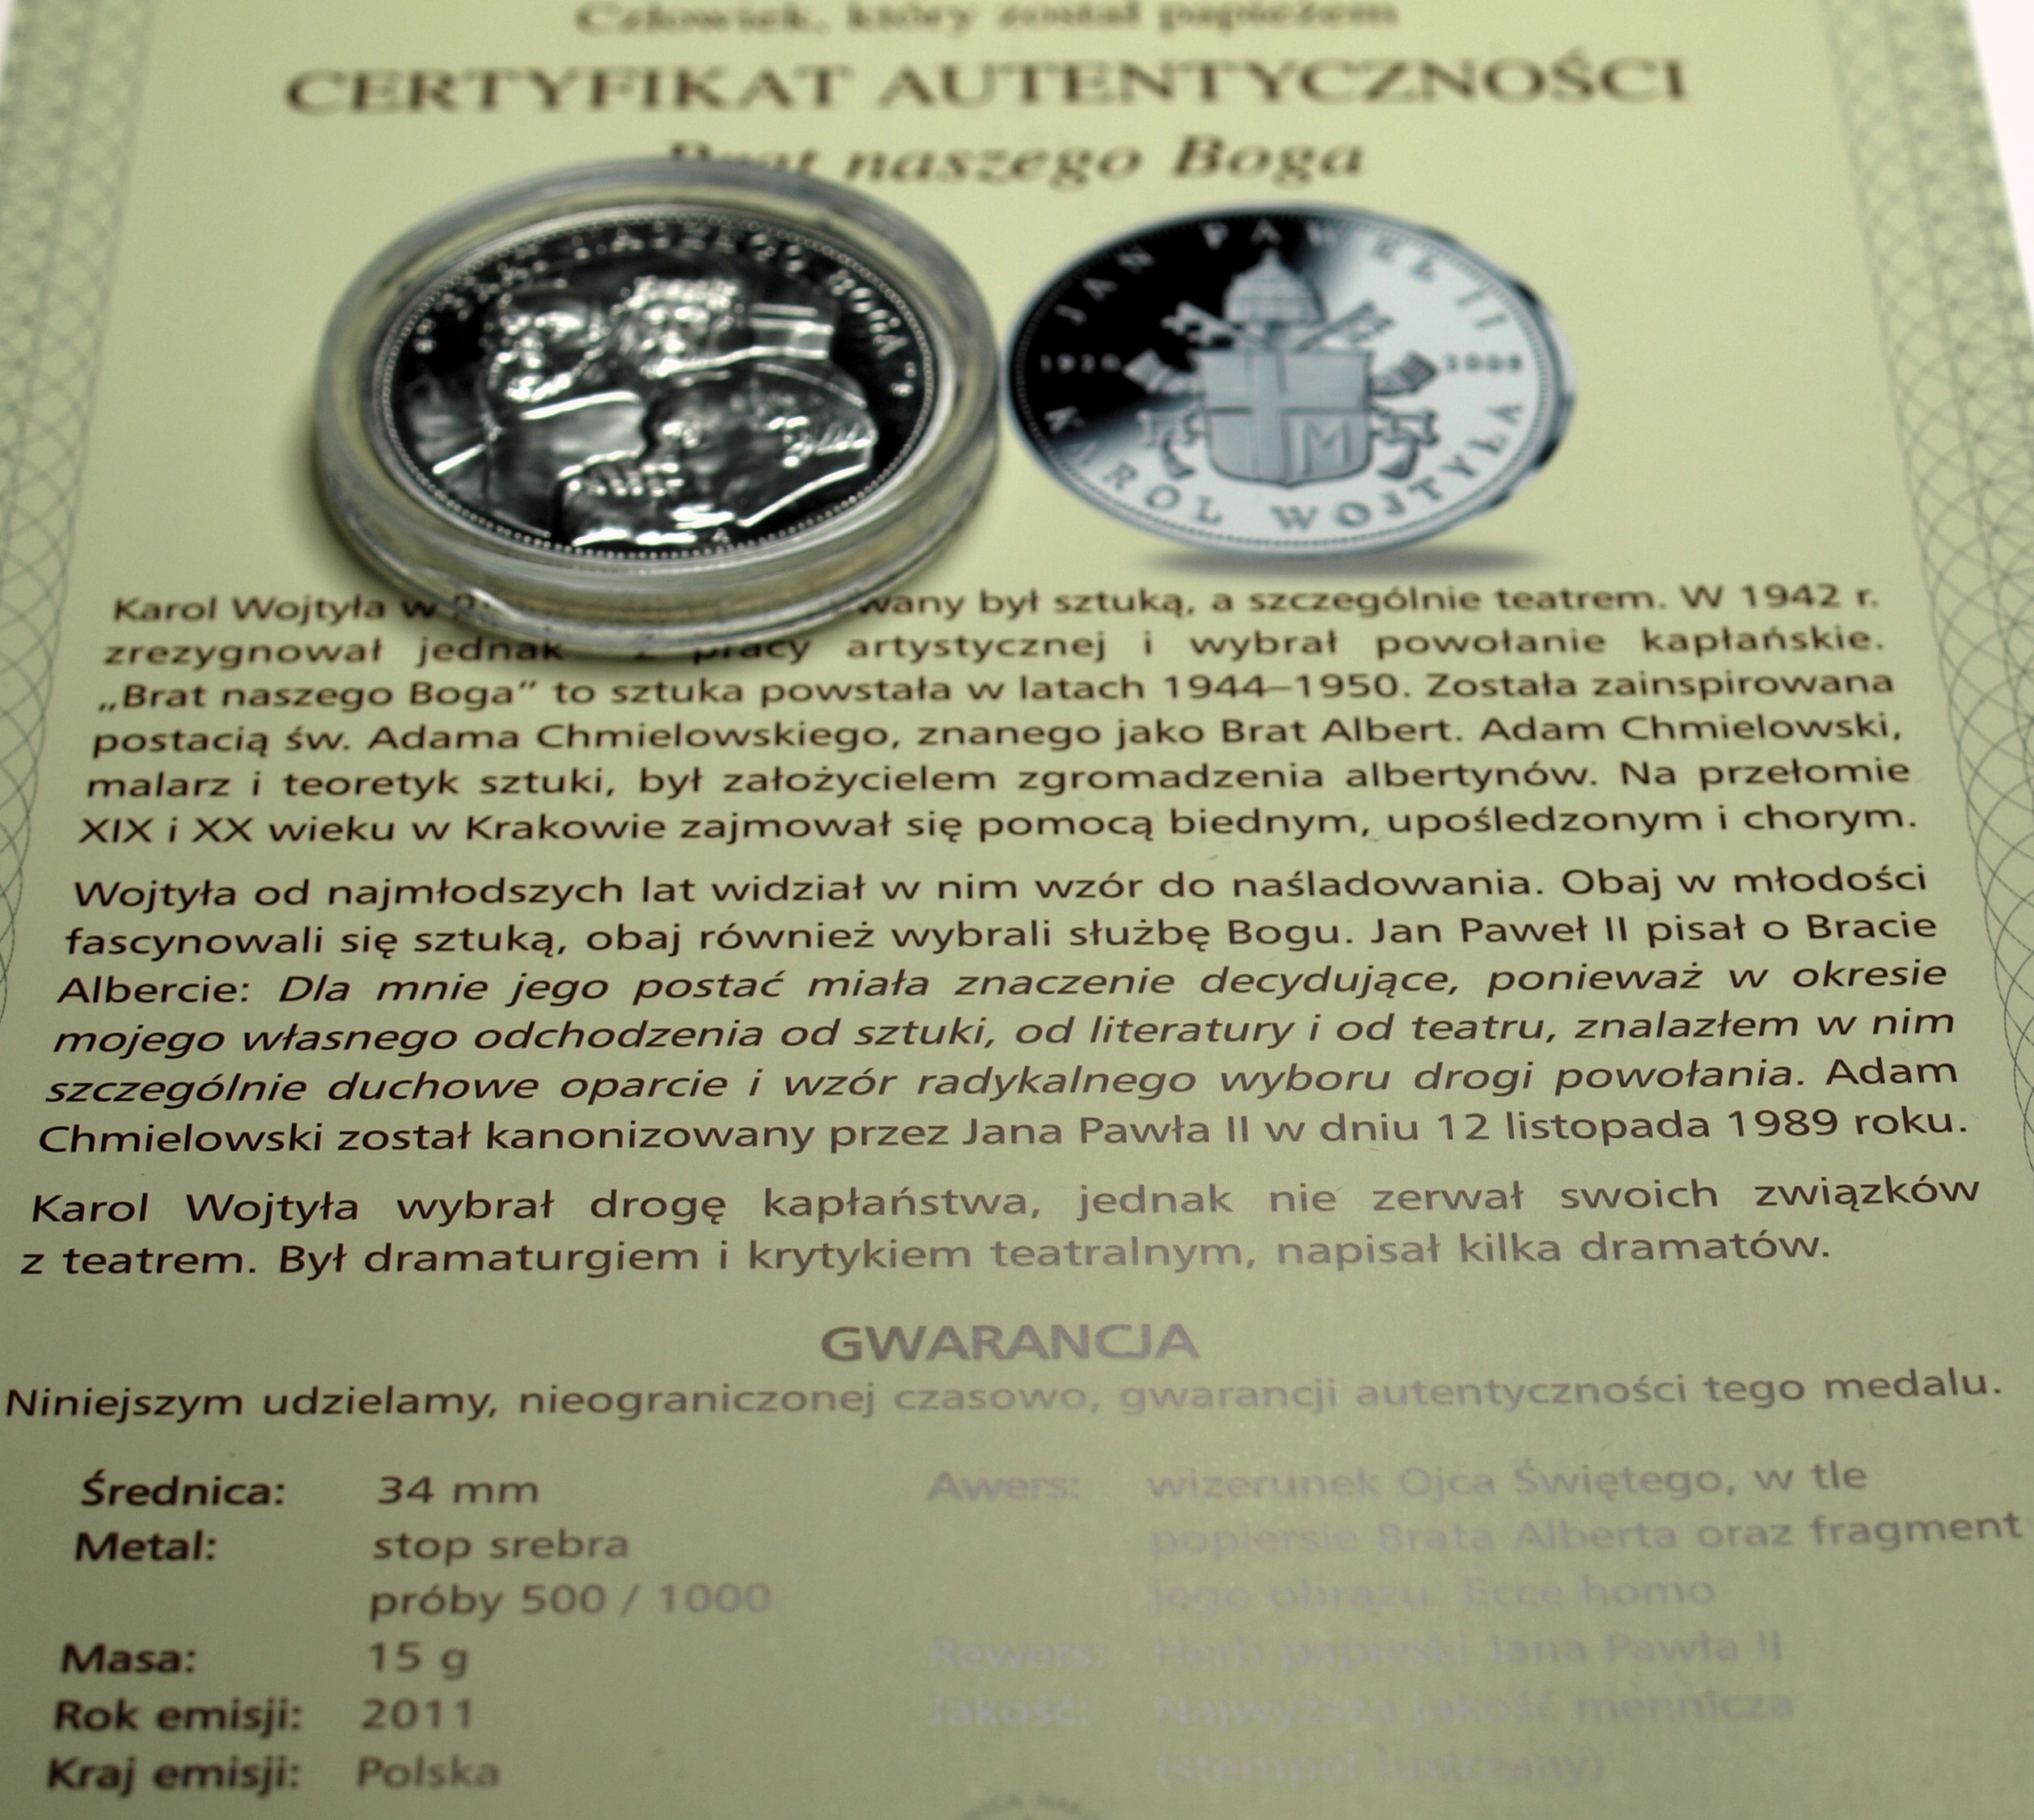 Człowiek, który został papieżem
CERTYFIKAT AUTENTYCZNOŚCI
Brat naszego Boga
JAN PAWEŁ II
1920 2005
KAROL WOJTYŁA
Karol Wojtyła w był sztuką, a szczególnie teatrem. W 1942 r.
zrezygnował jednak z pracy artystycznej i wybrał powołanie kapłańskie.
„Brat naszego Boga” to sztuka powstała w latach 1944–1950. Została zainspirowana
postacią św. Adama Chmielowskiego, znanego jako Brat Albert. Adam Chmielowski,
malarz i teoretyk sztuki, był założycielem zgromadzenia albertynów. Na przełomie
XIX i XX wieku w Krakowie zajmował się pomocą biednym, upośledzonym i chorym.
Wojtyła od najmłodszych lat widział w nim wzór do naśladowania. Obaj w młodości
fascynowali się sztuką, obaj również wybrali służbę Bogu. Jan Paweł II pisał o Bracie
Albercie: Dla mnie jego postać miała znaczenie decydujące, ponieważ w okresie
mojego własnego odchodzenia od sztuki, od literatury i od teatru, znalazłem w nim
szczególnie duchowe oparcie i wzór radykalnego wyboru drogi powołania. Adam
Chmielowski został kanonizowany przez Jana Pawła II w dniu 12 listopada 1989 roku.
Karol Wojtyła wybrał drogę kapłaństwa, jednak nie zerwał swoich związków
z teatrem. Był dramaturgiem i krytykiem teatralnym, napisał kilka dramatów.
GWARANCJA
Niniejszym udzielamy, nieograniczonej czasowo, gwarancji autentyczności tego medalu.
Średnica: 34 mm
Metal: stop srebra
próby 500 / 1000
Masa: 15 g
Rok emisji: 2011
Kraj emisji: Polska
Awers: wizerunek Ojca Świętego, w tle
popiersie Brata Alberta oraz fragment
jego obrazu Ecce homo
Rewers: Herb papieski Jana Pawła II
Jakość: Najwyższa jakość mennicza
(stempel lustrzany)